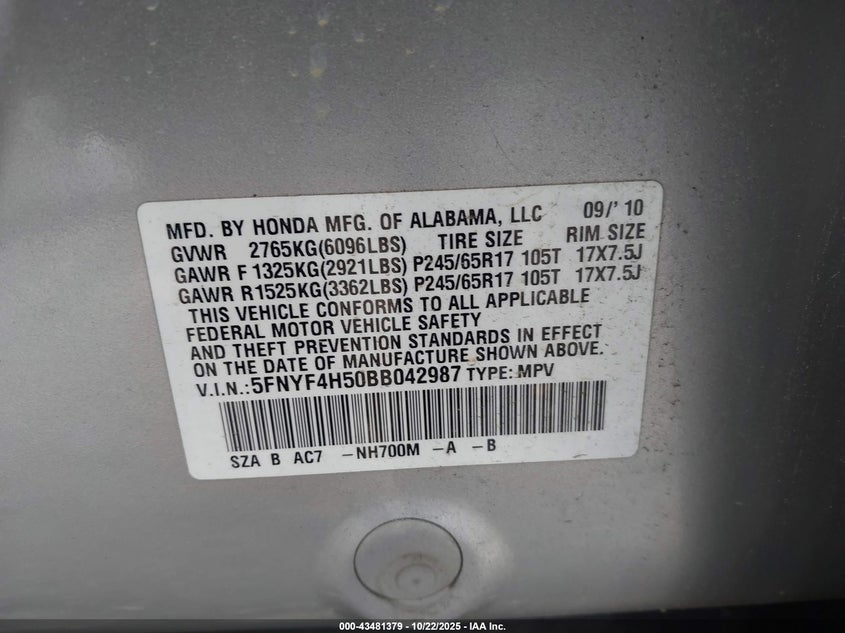 MFD. BY HONDA MFG. OF ALABAMA, LLC 09/' 10
GVWR 2765KG(6096LBS) TIRE SIZE RIM SIZE
GAWR F 1325KG(2921LBS) P245/65R17 105T 17X7.5J
GAWR R1525KG(3362LBS) P245/65R17 105T 17X7.5J
THIS VEHICLE CONFORMS TO ALL APPLICABLE
FEDERAL MOTOR VEHICLE SAFETY
AND THEFT PREVENTION STANDARDS IN EFFECT
ON THE DATE OF MANUFACTURE SHOWN ABOVE.
V.I.N.:5FNYF4H50BB042987 TYPE: MPV
SZA B AC7 -NH700M -A -B
000-43481379 - 10/22/2025 - IAA Inc.